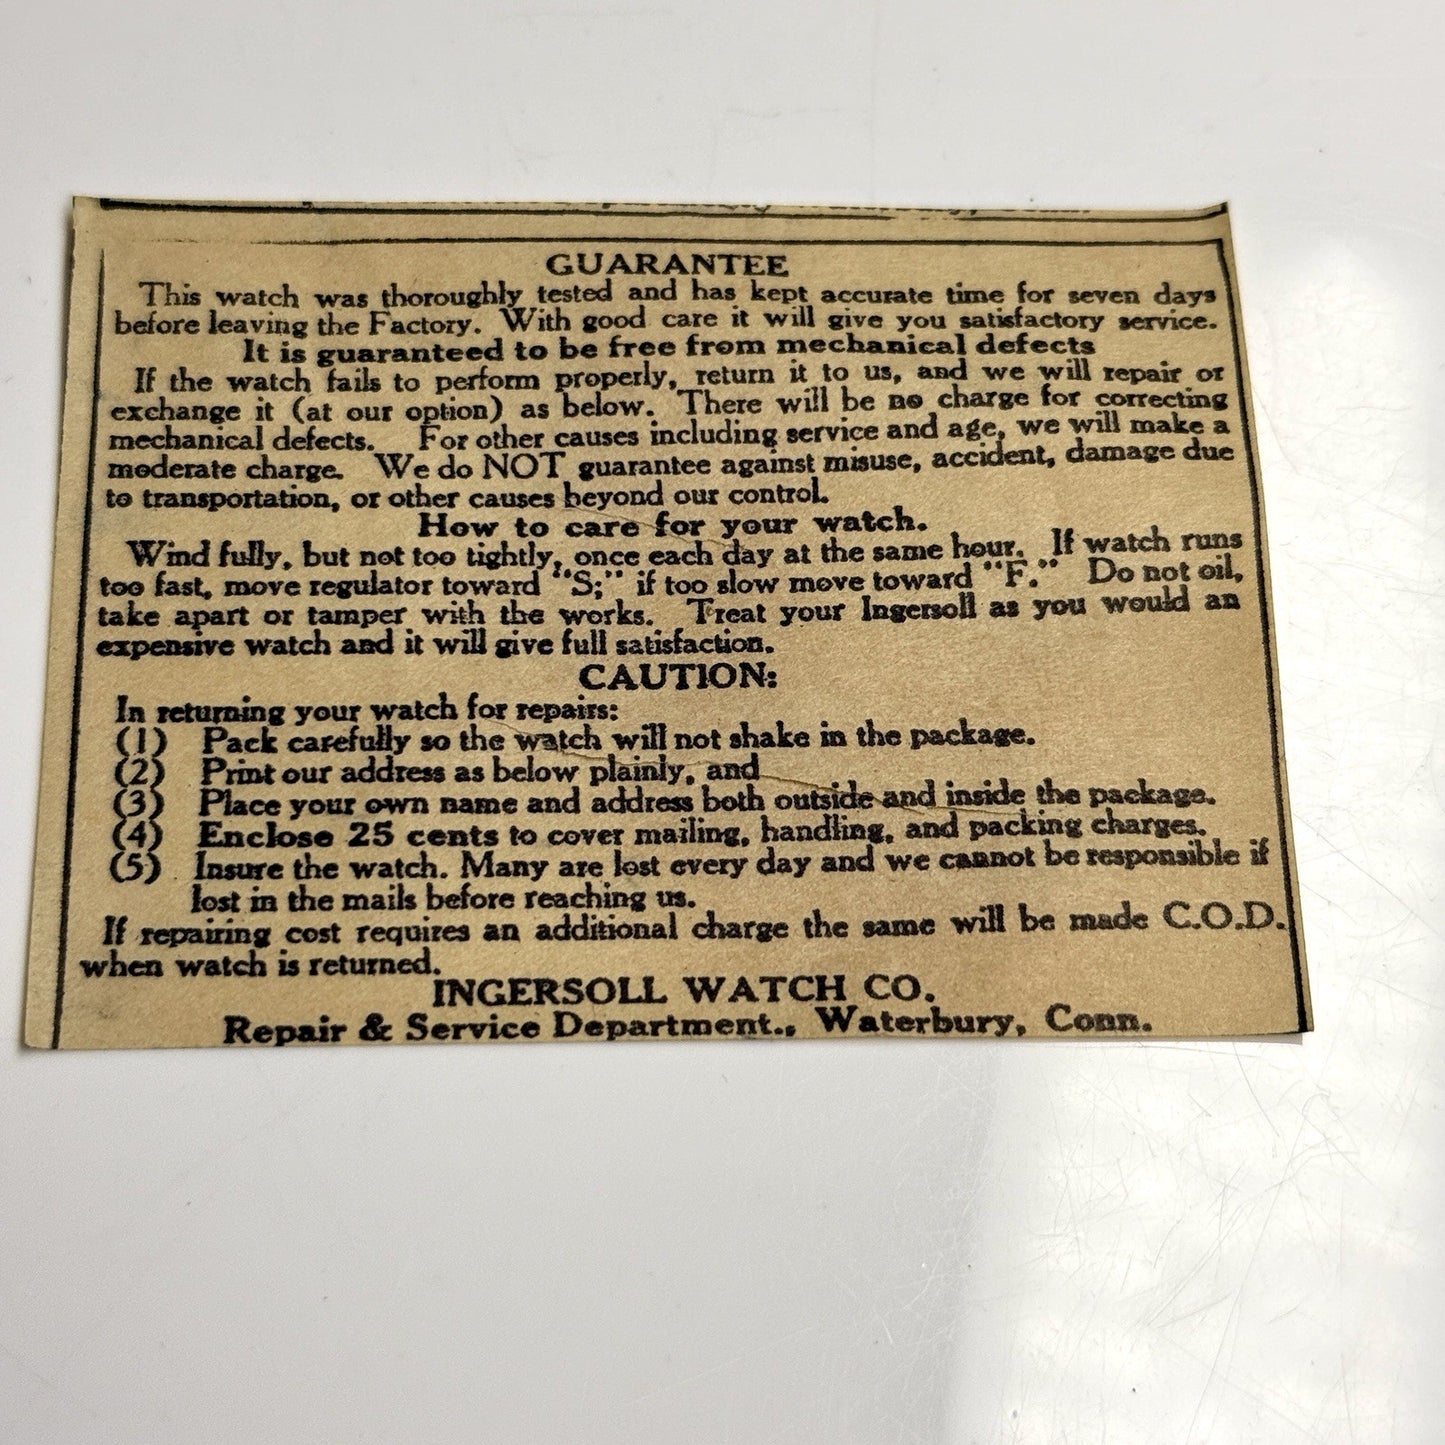 GUARANTEE
This watch was thoroughly tested and has kept accurate time for seven days
before leaving the Factory. With good care it will give you satisfactory service.
It is guaranteed to be free from mechanical defects
If the watch fails to perform properly, return it to us, and we will repair or
exchange it (at our option) as below. There will be no charge for correcting
mechanical defects. For other causes including service and age, we will make a
moderate charge. We do NOT guarantee against misuse, accident, damage due
to transportation, or other causes beyond our control.
How to care for your watch.
Wind fully, but not too tightly, once each day at the same hour. If watch runs
too fast, move regulator toward "S;" if too slow move toward "F." Do not oil,
take apart or tamper with the works. Treat your Ingersoll as you would an
expensive watch and it will give full satisfaction.
CAUTION:
In returning your watch for repairs:
(1) Pack carefully so the watch will not shake in the package.
(2) Print our address as below plainly, and
(3) Place your own name and address both outside and inside the package.
(4) Enclose 25 cents to cover mailing, handling, and packing charges.
(5) Insure the watch. Many are lost every day and we cannot be responsible if
lost in the mails before reaching us.
If repairing cost requires an additional charge the same will be made C.O.D.
when watch is returned.
INGERSOLL WATCH CO.
Repair & Service Department., Waterbury, Conn.